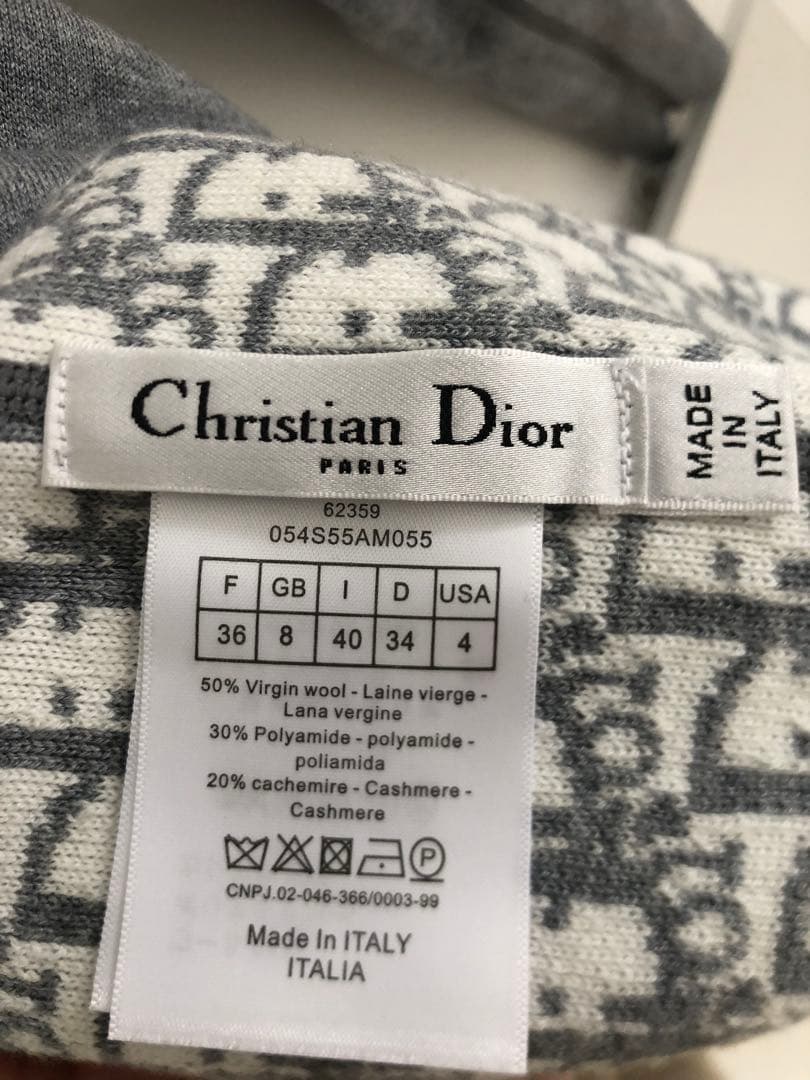 Christian Dior
PARIS
MADE
IN
ITALY
62359
054S55AM055
F GB I D USA
36 8 40 34 4
50% Virgin wool - Laine vierge -
Lana vergine
30% Polyamide - polyamide -
poliamida
20% cachemire - Cashmere -
Cashmere
P
CNPJ.02-046-366/0003-99
Made In ITALY
ITALIA